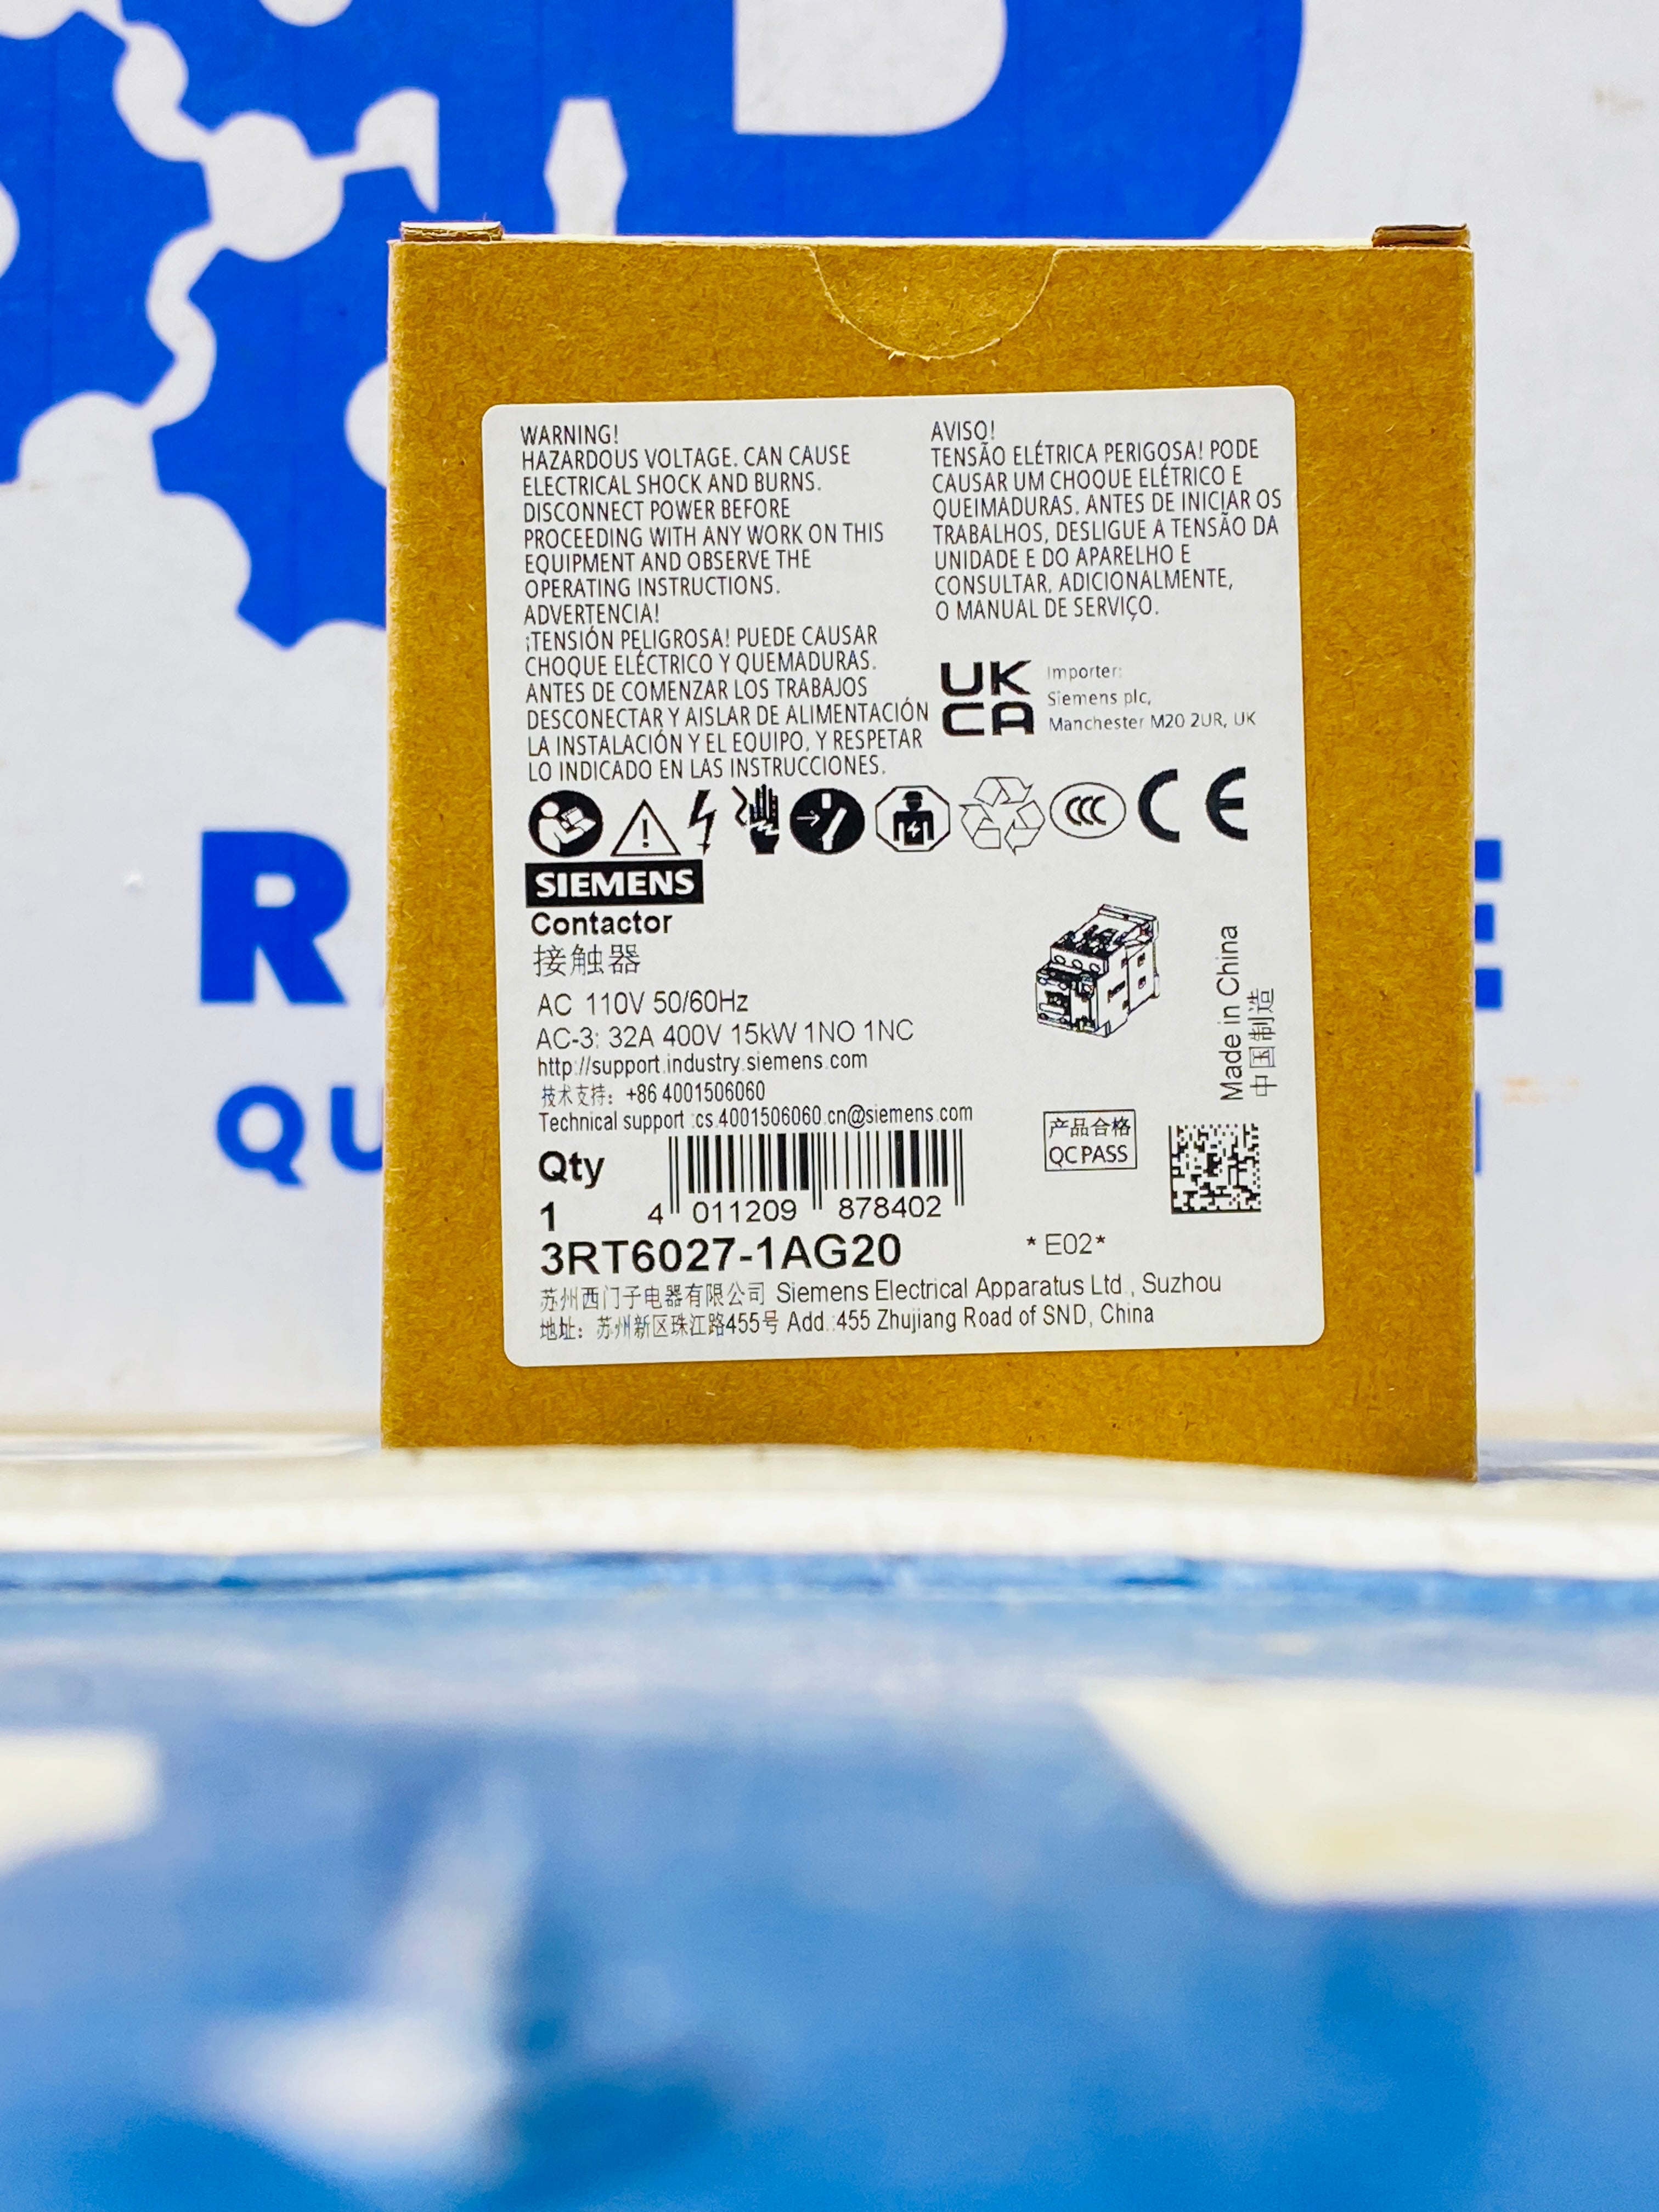 WARNING!
HAZARDOUS VOLTAGE. CAN CAUSE
ELECTRICAL SHOCK AND BURNS.
DISCONNECT POWER BEFORE
PROCEEDING WITH ANY WORK ON THIS
EQUIPMENT AND OBSERVE THE
OPERATING INSTRUCTIONS.
ADVERTENCIA!
¡TENSIÓN PELIGROSA! PUEDE CAUSAR
CHOQUE ELÉCTRICO Y QUEMADURAS.
ANTES DE COMENZAR LOS TRABAJOS
DESCONECTAR Y AISLAR DE ALIMENTACIÓN
LA INSTALACIÓN Y EL EQUIPO, Y RESPETAR
LO INDICADO EN LAS INSTRUCCIONES.
AVISO!
TENSÃO ELÉTRICA PERIGOSA! PODE
CAUSAR UM CHOQUE ELÉTRICO E
QUEIMADURAS. ANTES DE INICIAR OS
TRABALHOS, DESLIGUE A TENSÃO DA
UNIDADE E DO APARELHO E
CONSULTAR, ADICIONALMENTE,
O MANUAL DE SERVIÇO.
UK
CA
Importer:
Siemens plc,
Manchester M20 2UR, UK
CCC CE
SIEMENS
Contactor
接触器
AC 110V 50/60Hz
AC-3: 32A 400V 15kW 1NO 1NC
http://support.industry.siemens.com
技术支持: +86 4001506060
Technical support :cs.4001506060.cn@siemens.com
Made in China
中国制造
产品合格
QC PASS
Qty
1
4 011209 878402
3RT6027-1AG20
*E02*
苏州西门子电器有限公司 Siemens Electrical Apparatus Ltd., Suzhou
地址: 苏州新区珠江路455号 Add.:455 Zhujiang Road of SND, China